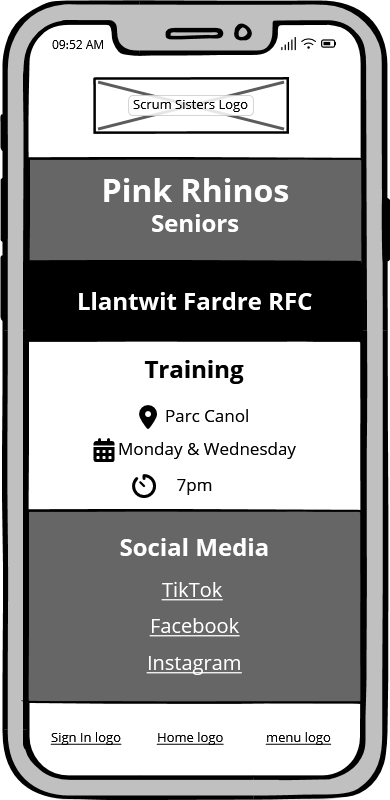 09:52 AM
Scrum Sisters Logo
Pink Rhinos
Seniors
Llantwit Fardre RFC
Training
Parc Canol
Monday & Wednesday
7pm
Social Media
TikTok
Facebook
Instagram
Sign In logo Home logo menu logo